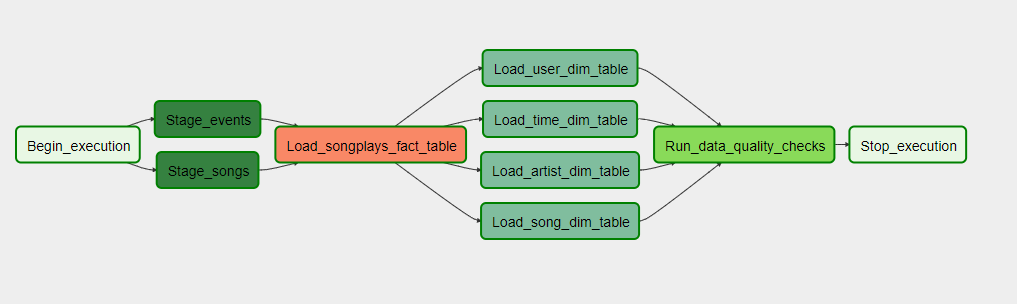 Begin_execution
Stage_events
Stage_songs
Load_songplays_fact_table
Load_user_dim_table
Load_time_dim_table
Load_artist_dim_table
Load_song_dim_table
Run_data_quality_checks
Stop_execution